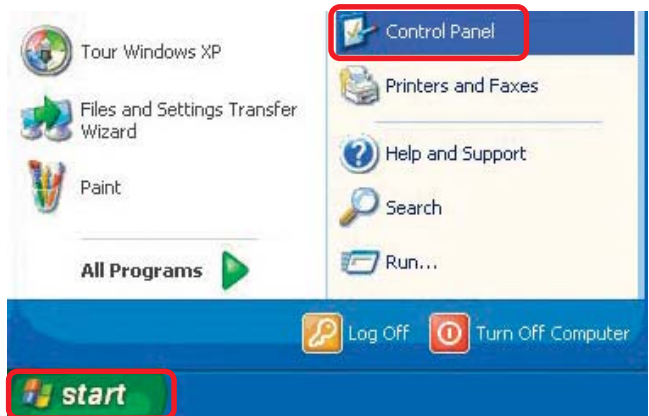 Tour Windows XP
Files and Settings Transfer
Wizard
Paint
All Programs
Control Panel
Printers and Faxes
Help and Support
Search
Run...
Log Off
Turn Off Computer
start